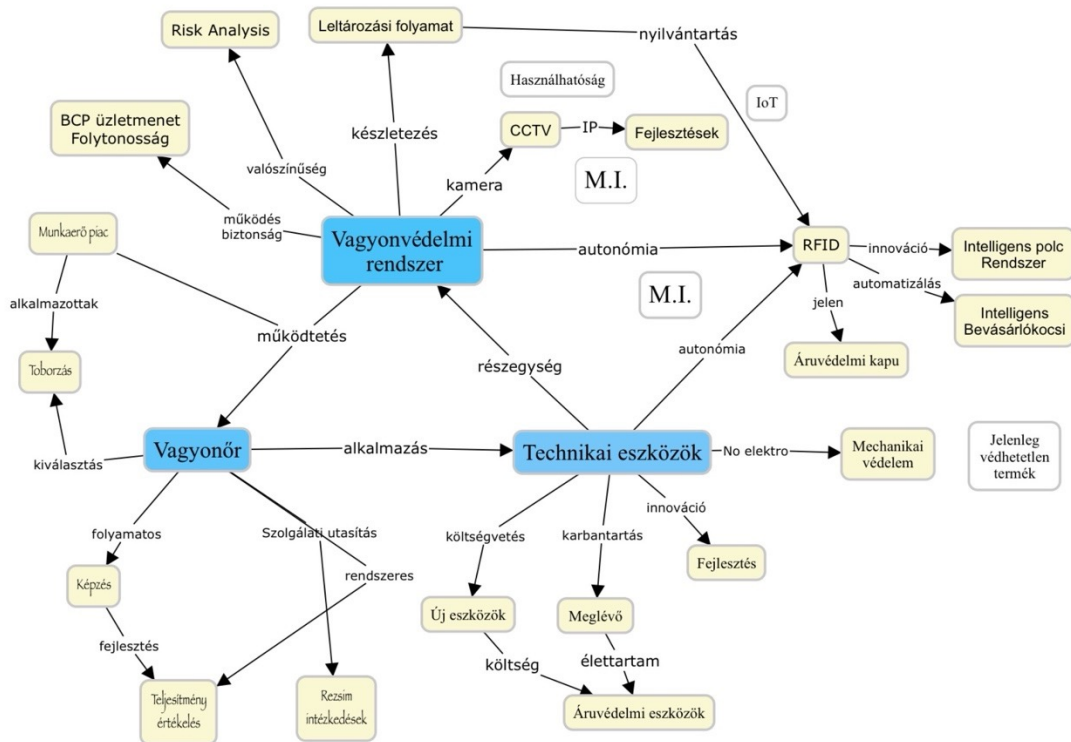 Risk Analysis
Leltározási folyamat
nyilvántartás
Használhatóság
IoT
BCP üzletmenet
Folytonosság
készletezés
CCTV
IP
Fejlesztések
valószínűség
kamera
M.I.
Munkaerő piac
működés
biztonság
Vagyonvédelmi
rendszer
autonómia
RFID
innováció
Intelligens polc
Rendszer
automatizálás
M.I.
jelen
Intelligens
Bevásárlókocsi
alkalmazottak
működtetés
autonómia
Áruvédelmi kapu
részegység
Toborzás
Vagyonőr
alkalmazás
Technikai eszközök
No elektro
Mechanikai
védelem
Jelenleg
védhetetlen
termék
kiválasztás
innováció
folyamatos
Szolgálati utasítás
költségvetés
karbantartás
Fejlesztés
Képzés
rendszeres
Új eszközök
Meglévő
fejlesztés
költség
élettartam
Teljesítmény
értékelés
Rezsim
intézkedések
Áruvédelmi eszközök